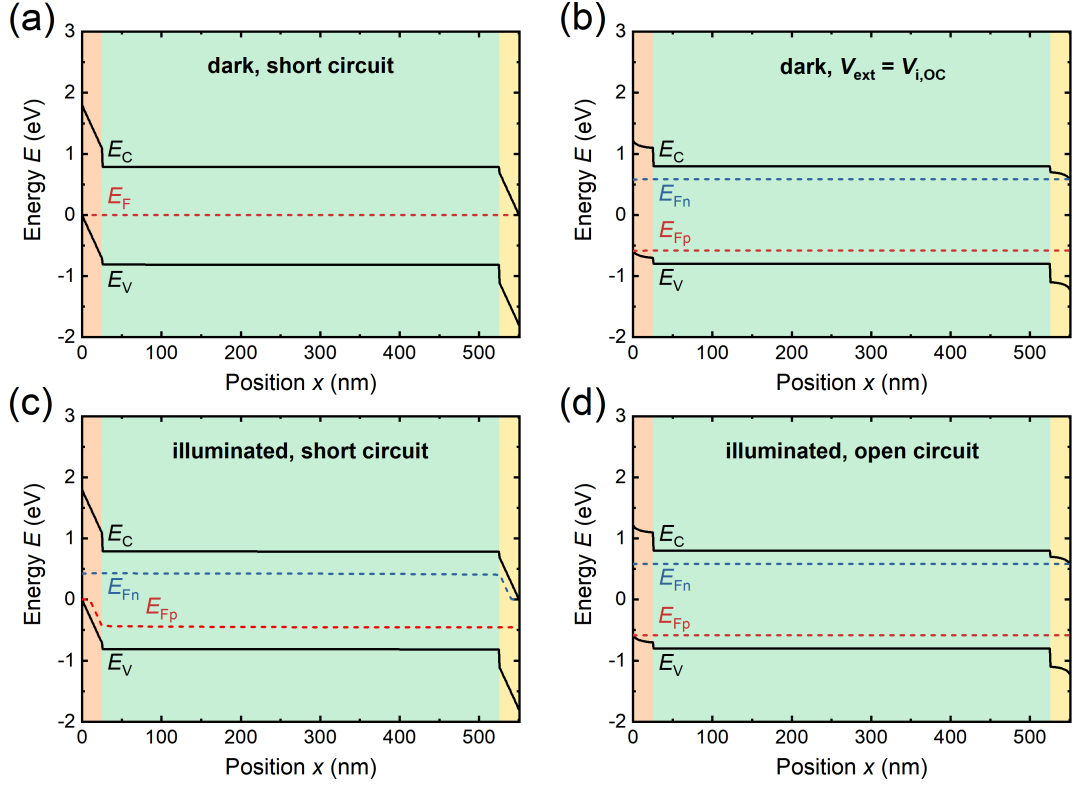 (a)
3
2
1
0
-1
-2
Energy E (eV)
dark, short circuit
E_C
E_F
E_V
0 100 200 300 400 500
Position x (nm)
(b)
3
2
1
0
-1
-2
Energy E (eV)
dark, V_ext = V_i,OC
E_C
E_Fn
E_Fp
E_V
0 100 200 300 400 500
Position x (nm)
(c)
3
2
1
0
-1
-2
Energy E (eV)
illuminated, short circuit
E_C
E_Fn
E_Fp
E_V
0 100 200 300 400 500
Position x (nm)
(d)
3
2
1
0
-1
-2
Energy E (eV)
illuminated, open circuit
E_C
E_Fn
E_Fp
E_V
0 100 200 300 400 500
Position x (nm)